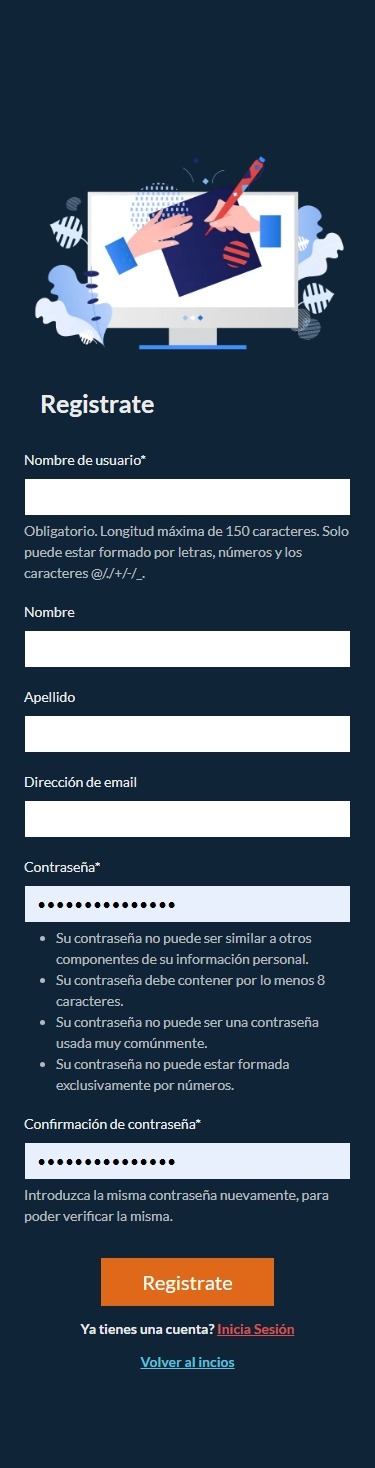 Registrate
Nombre de usuario*
Obligatorio. Longitud máxima de 150 caracteres. Solo
puede estar formado por letras, números y los
caracteres @/./+/-/_.
Nombre
Apellido
Dirección de email
Contraseña*
•••••••••••••••
• Su contraseña no puede ser similar a otros
componentes de su información personal.
• Su contraseña debe contener por lo menos 8
caracteres.
• Su contraseña no puede ser una contraseña
usada muy comúnmente.
• Su contraseña no puede estar formada
exclusivamente por números.
Confirmación de contraseña*
•••••••••••••••
Introduzca la misma contraseña nuevamente, para
poder verificar la misma.
Registrate
Ya tienes una cuenta? Inicia Sesión
Volver al incios